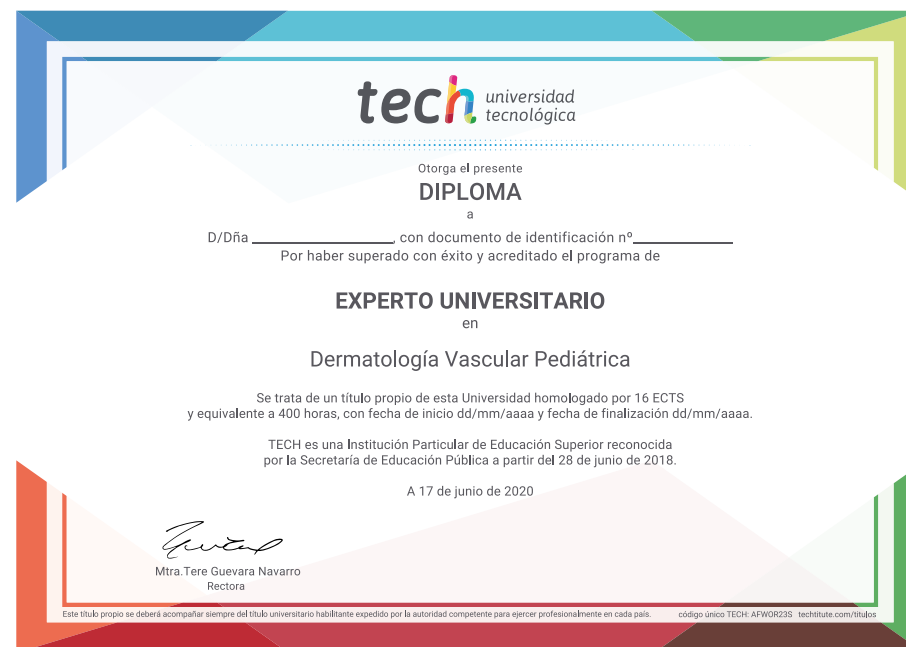 tech universidad
tecnológica
Otorga el presente
DIPLOMA
a
D/Dña ______________, con documento de identificación nº__________
Por haber superado con éxito y acreditado el programa de
EXPERTO UNIVERSITARIO
en
Dermatología Vascular Pediátrica
Se trata de un título propio de esta Universidad homologado por 16 ECTS
y equivalente a 400 horas, con fecha de inicio dd/mm/aaaa y fecha de finalización dd/mm/aaaa.
TECH es una Institución Particular de Educación Superior reconocida
por la Secretaría de Educación Pública a partir del 28 de junio de 2018.
A 17 de junio de 2020
Mtra.Tere Guevara Navarro
Rectora
Este título propio se deberá acompañar siempre del título universitario habilitante expedido por la autoridad competente para ejercer profesionalmente en cada país. código único TECH: AFWOR23S techtitute.com/titulos